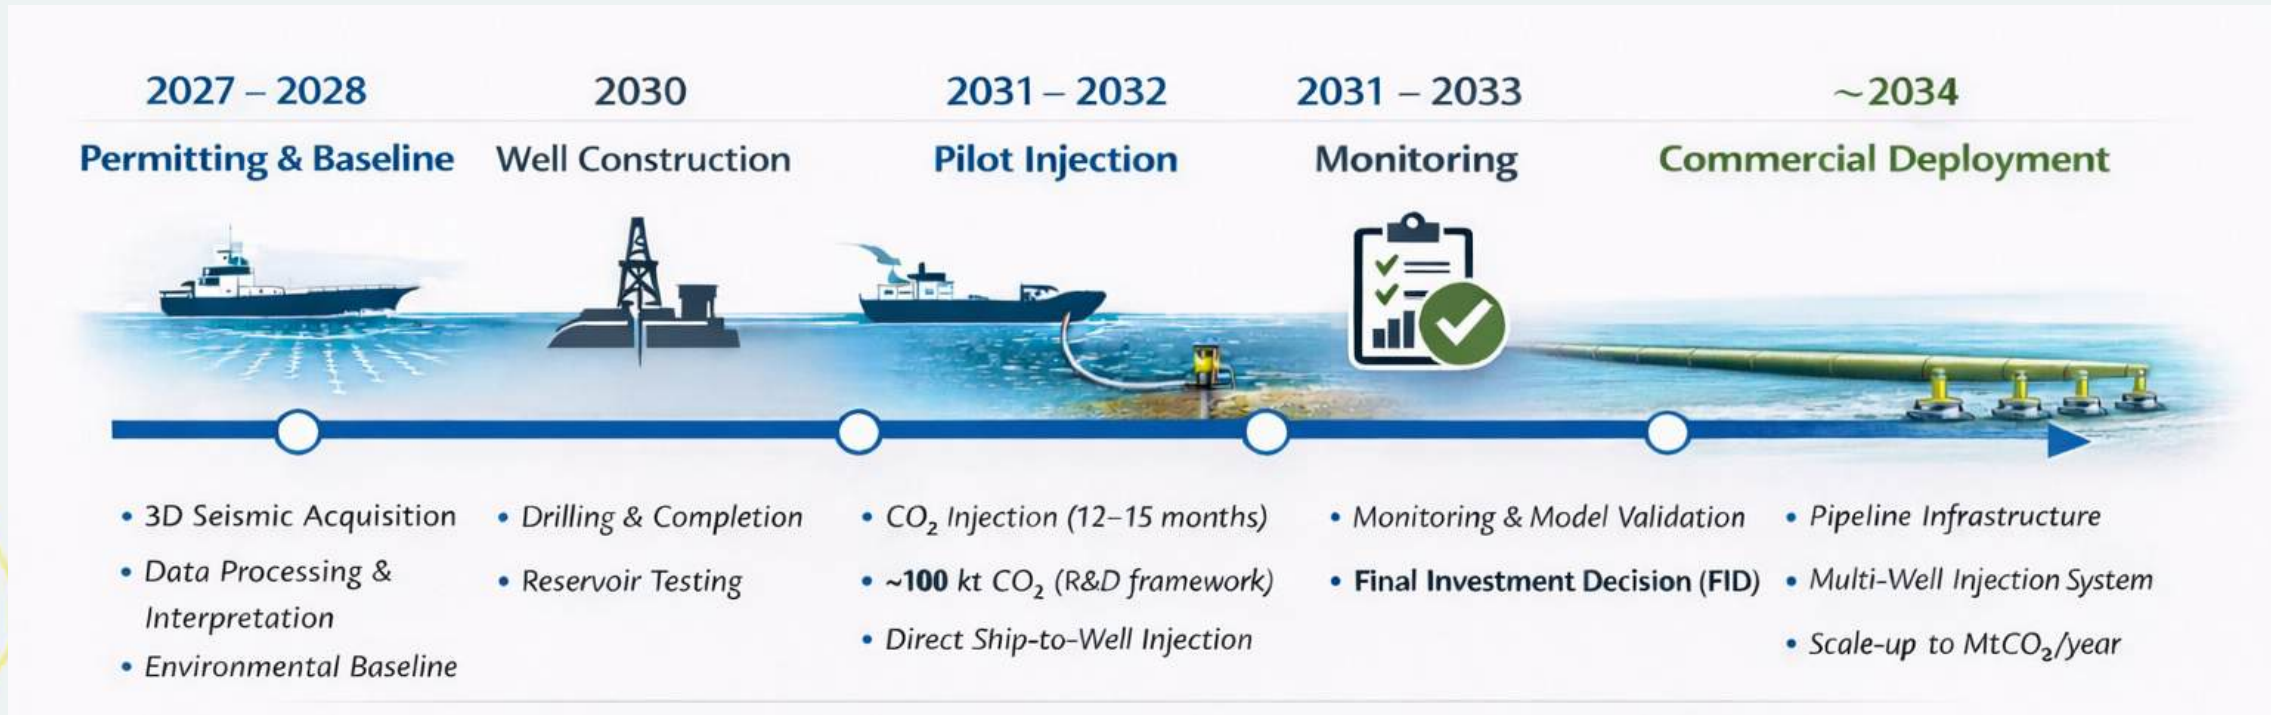 2027 – 2028
Permitting & Baseline
• 3D Seismic Acquisition
• Data Processing &
Interpretation
• Environmental Baseline
2030
Well Construction
• Drilling & Completion
• Reservoir Testing
2031 – 2032
Pilot Injection
• CO₂ Injection (12–15 months)
• ~100 kt CO₂ (R&D framework)
• Direct Ship-to-Well Injection
2031 – 2033
Monitoring
• Monitoring & Model Validation
• Final Investment Decision (FID)
~2034
Commercial Deployment
• Pipeline Infrastructure
• Multi-Well Injection System
• Scale-up to MtCO₂/year